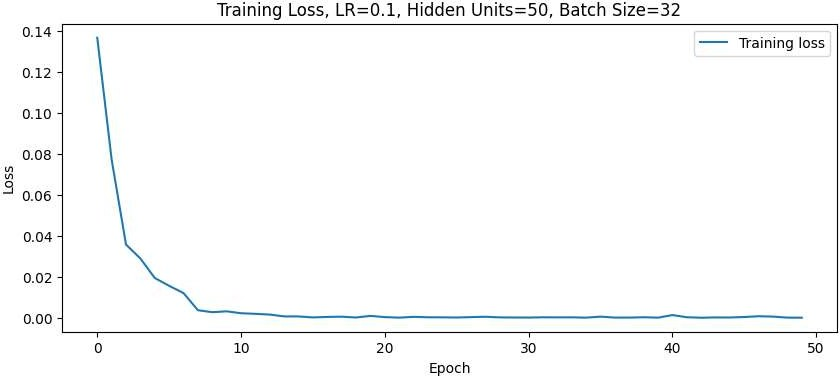 Training Loss, LR=0.1, Hidden Units=50, Batch Size=32
Training loss
0.14
0.12
0.10
0.08
0.06
0.04
0.02
0.00
Loss
0 10 20 30 40 50
Epoch